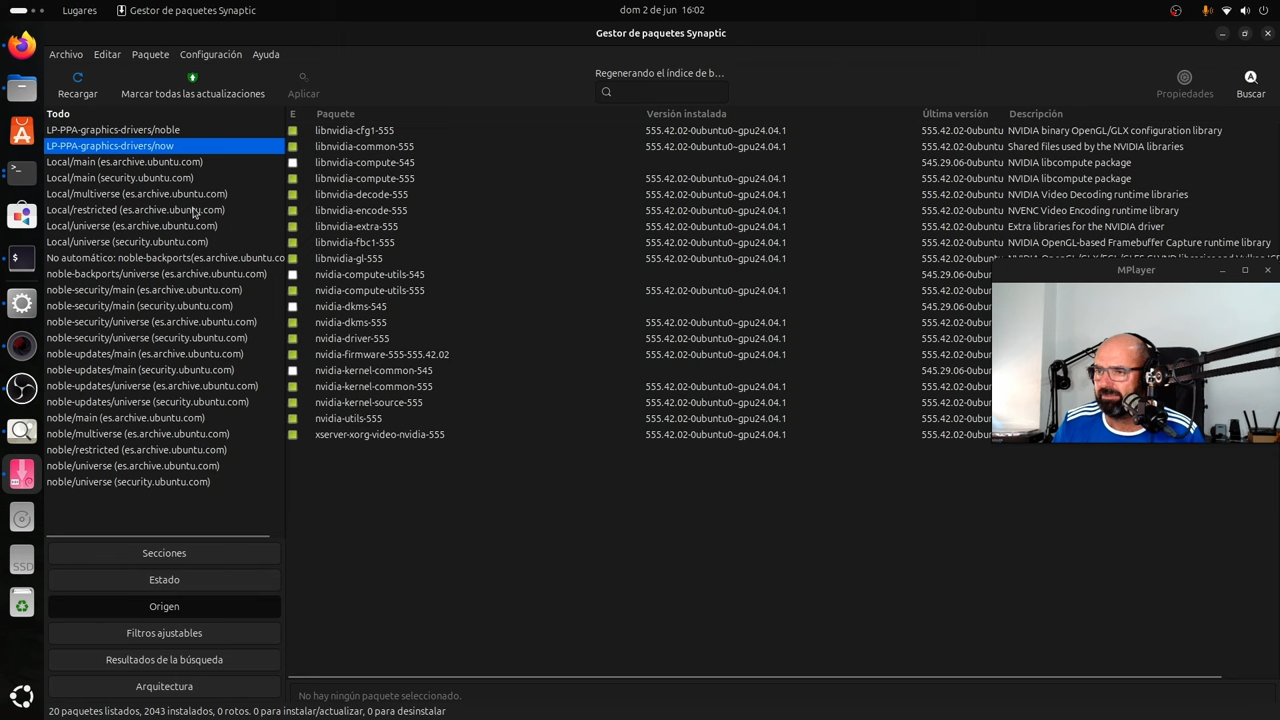 Lugares Gestor de paquetes Synaptic dom 2 de jun 16:02
Gestor de paquetes Synaptic
Archivo Editar Paquete Configuración Ayuda
Regenerando el índice de b…
Recargar Marcar todas las actualizaciones Aplicar Propiedades Buscar
Todo
LP-PPA-graphics-drivers/noble
LP-PPA-graphics-drivers/now
Local/main (es.archive.ubuntu.com)
Local/main (security.ubuntu.com)
Local/multiverse (es.archive.ubuntu.com)
Local/restricted (es.archive.ubuntu.com)
Local/universe (es.archive.ubuntu.com)
Local/universe (security.ubuntu.com)
No automático: noble-backports(es.archive.ubuntu.co
noble-backports/universe (es.archive.ubuntu.com)
noble-security/main (es.archive.ubuntu.com)
noble-security/main (security.ubuntu.com)
noble-security/universe (es.archive.ubuntu.com)
noble-security/universe (security.ubuntu.com)
noble-updates/main (es.archive.ubuntu.com)
noble-updates/main (security.ubuntu.com)
noble-updates/universe (es.archive.ubuntu.com)
noble-updates/universe (security.ubuntu.com)
noble/main (es.archive.ubuntu.com)
noble/multiverse (es.archive.ubuntu.com)
noble/restricted (es.archive.ubuntu.com)
noble/universe (es.archive.ubuntu.com)
noble/universe (security.ubuntu.com)
Secciones
Estado
Origen
Filtros ajustables
Resultados de la búsqueda
Arquitectura
E Paquete Versión instalada Última versión Descripción
libnvidia-cfg1-555 555.42.02-0ubuntu0~gpu24.04.1 555.42.02-0ubuntu NVIDIA binary OpenGL/GLX configuration library
libnvidia-common-555 555.42.02-0ubuntu0~gpu24.04.1 555.42.02-0ubuntu Shared files used by the NVIDIA libraries
libnvidia-compute-545 545.29.06-0ubuntu NVIDIA libcompute package
libnvidia-compute-555 555.42.02-0ubuntu0~gpu24.04.1 555.42.02-0ubuntu NVIDIA libcompute package
libnvidia-decode-555 555.42.02-0ubuntu0~gpu24.04.1 555.42.02-0ubuntu NVIDIA Video Decoding runtime libraries
libnvidia-encode-555 555.42.02-0ubuntu0~gpu24.04.1 555.42.02-0ubuntu NVENC Video Encoding runtime library
libnvidia-extra-555 555.42.02-0ubuntu0~gpu24.04.1 555.42.02-0ubuntu Extra libraries for the NVIDIA driver
libnvidia-fbc1-555 555.42.02-0ubuntu0~gpu24.04.1 555.42.02-0ubuntu NVIDIA OpenGL-based Framebuffer Capture runtime library
libnvidia-gl-555 555.42.02-0ubuntu0~gpu24.04.1 555.42.02-0ubuntu
nvidia-compute-utils-545 545.29.06-0ubun
nvidia-compute-utils-555 555.42.02-0ubuntu0~gpu24.04.1 555.42.02-0ubun
nvidia-dkms-545 545.29.06-0ubun
nvidia-dkms-555 555.42.02-0ubuntu0~gpu24.04.1 555.42.02-0ubun
nvidia-driver-555 555.42.02-0ubuntu0~gpu24.04.1 555.42.02-0ubun
nvidia-firmware-555-555.42.02 555.42.02-0ubuntu0~gpu24.04.1 555.42.02-0ubun
nvidia-kernel-common-545 545.29.06-0ubun
nvidia-kernel-common-555 555.42.02-0ubuntu0~gpu24.04.1 555.42.02-0ubun
nvidia-kernel-source-555 555.42.02-0ubuntu0~gpu24.04.1 555.42.02-0ubun
nvidia-utils-555 555.42.02-0ubuntu0~gpu24.04.1 555.42.02-0ubun
xserver-xorg-video-nvidia-555 555.42.02-0ubuntu0~gpu24.04.1 555.42.02-0ubun
MPlayer
SSD
No hay ningún paquete seleccionado.
20 paquetes listados, 2043 instalados, 0 rotos. 0 para instalar/actualizar, 0 para desinstalar